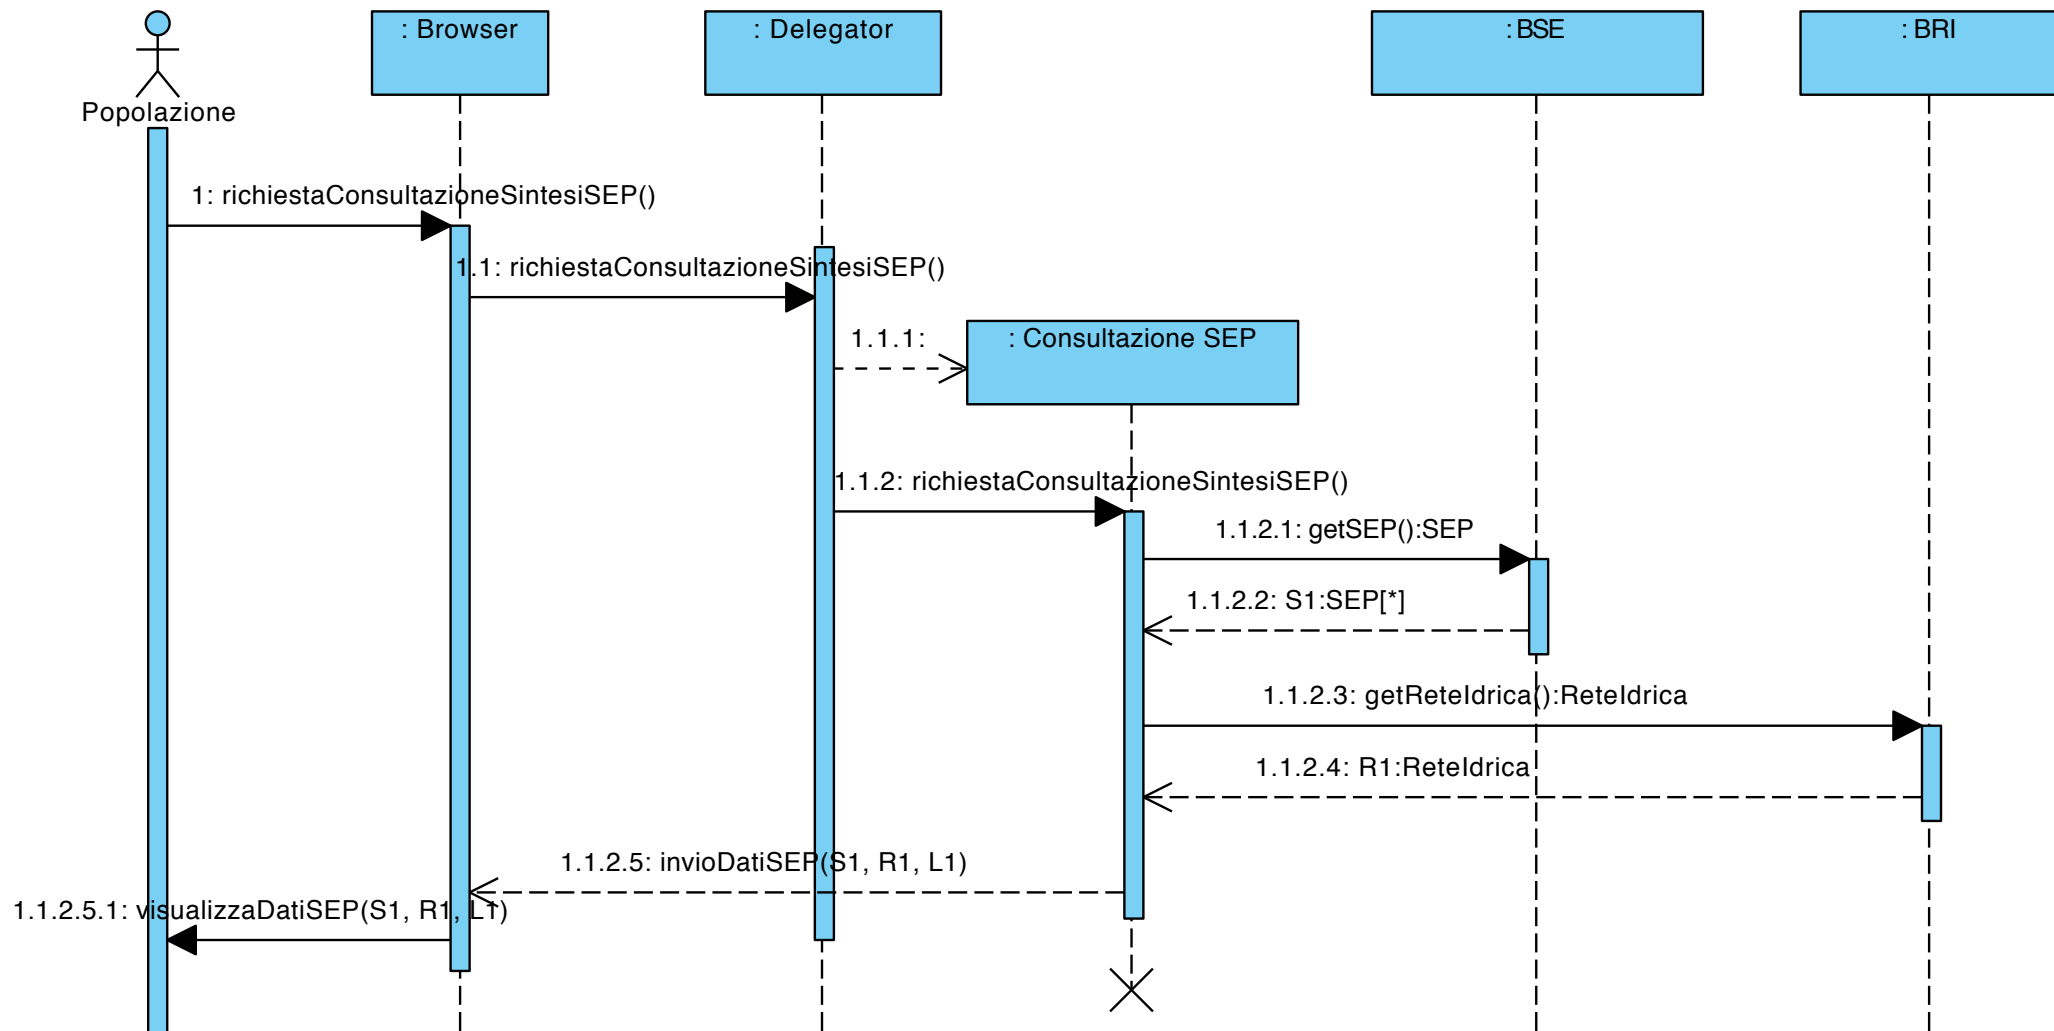 : Browser
: Delegator
: BSE
: BRI
Popolazione
1: richiestaConsultazioneSintesiSEP()
1.1: richiestaConsultazioneSintesiSEP()
1.1.1:
: Consultazione SEP
1.1.2: richiestaConsultazioneSintesiSEP()
1.1.2.1: getSEP():SEP
1.1.2.2: S1:SEP[*]
1.1.2.3: getReteIdrica():ReteIdrica
1.1.2.4: R1:ReteIdrica
1.1.2.5: invioDatiSEP(S1, R1, L1)
1.1.2.5.1: visualizzaDatiSEP(S1, R1, L1)